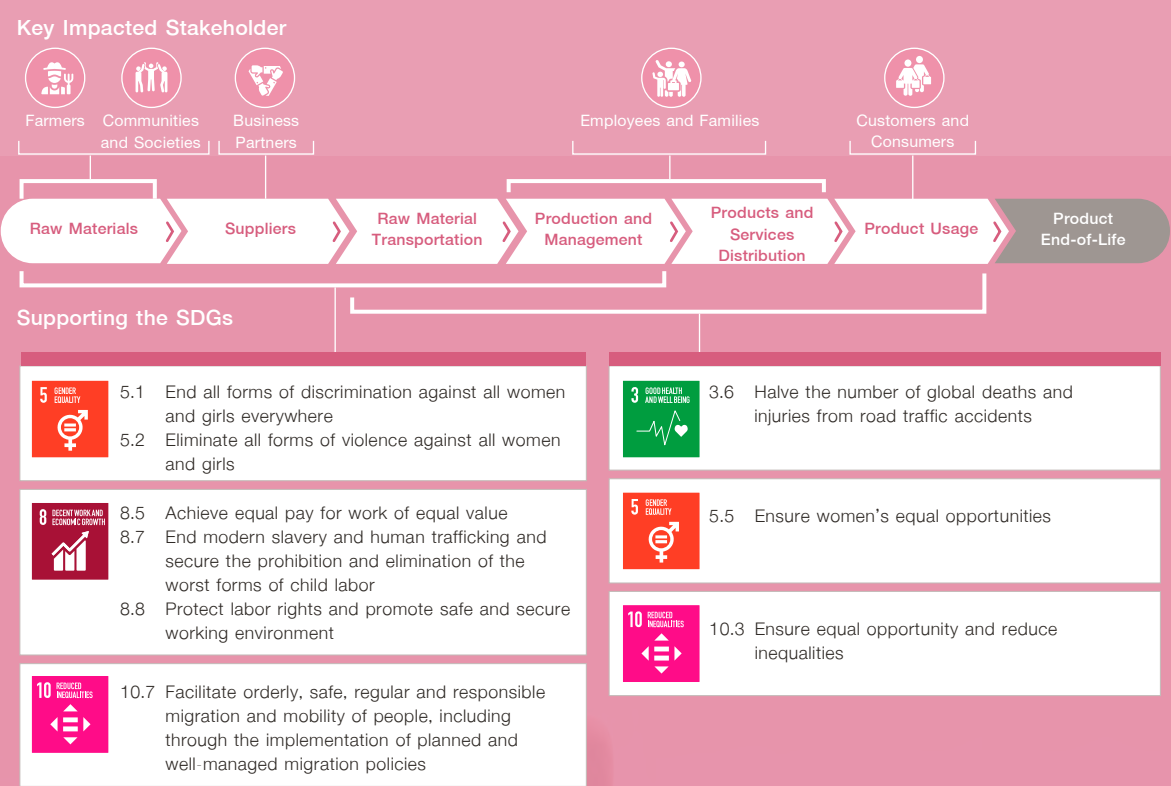 Key Impacted Stakeholder
Farmers
Communities
and Societies
Business
Partners
Employees and Families
Customers and
Consumers
Raw Materials
Suppliers
Raw Material
Transportation
Production and
Management
Products and
Services
Distribution
Product Usage
Product
End-of-Life
Supporting the SDGs
5 GENDER
EQUALITY
5.1 End all forms of discrimination against all women
and girls everywhere
5.2 Eliminate all forms of violence against all women
and girls
8 DECENT WORK AND
ECONOMIC GROWTH
8.5 Achieve equal pay for work of equal value
8.7 End modern slavery and human trafficking and
secure the prohibition and elimination of the
worst forms of child labor
8.8 Protect labor rights and promote safe and secure
working environment
10 REDUCED
INEQUALITIES
10.7 Facilitate orderly, safe, regular and responsible
migration and mobility of people, including
through the implementation of planned and
well-managed migration policies
3 GOOD HEALTH
AND WELL BEING
3.6 Halve the number of global deaths and
injuries from road traffic accidents
5 GENDER
EQUALITY
5.5 Ensure women's equal opportunities
10 REDUCED
INEQUALITIES
10.3 Ensure equal opportunity and reduce
inequalities